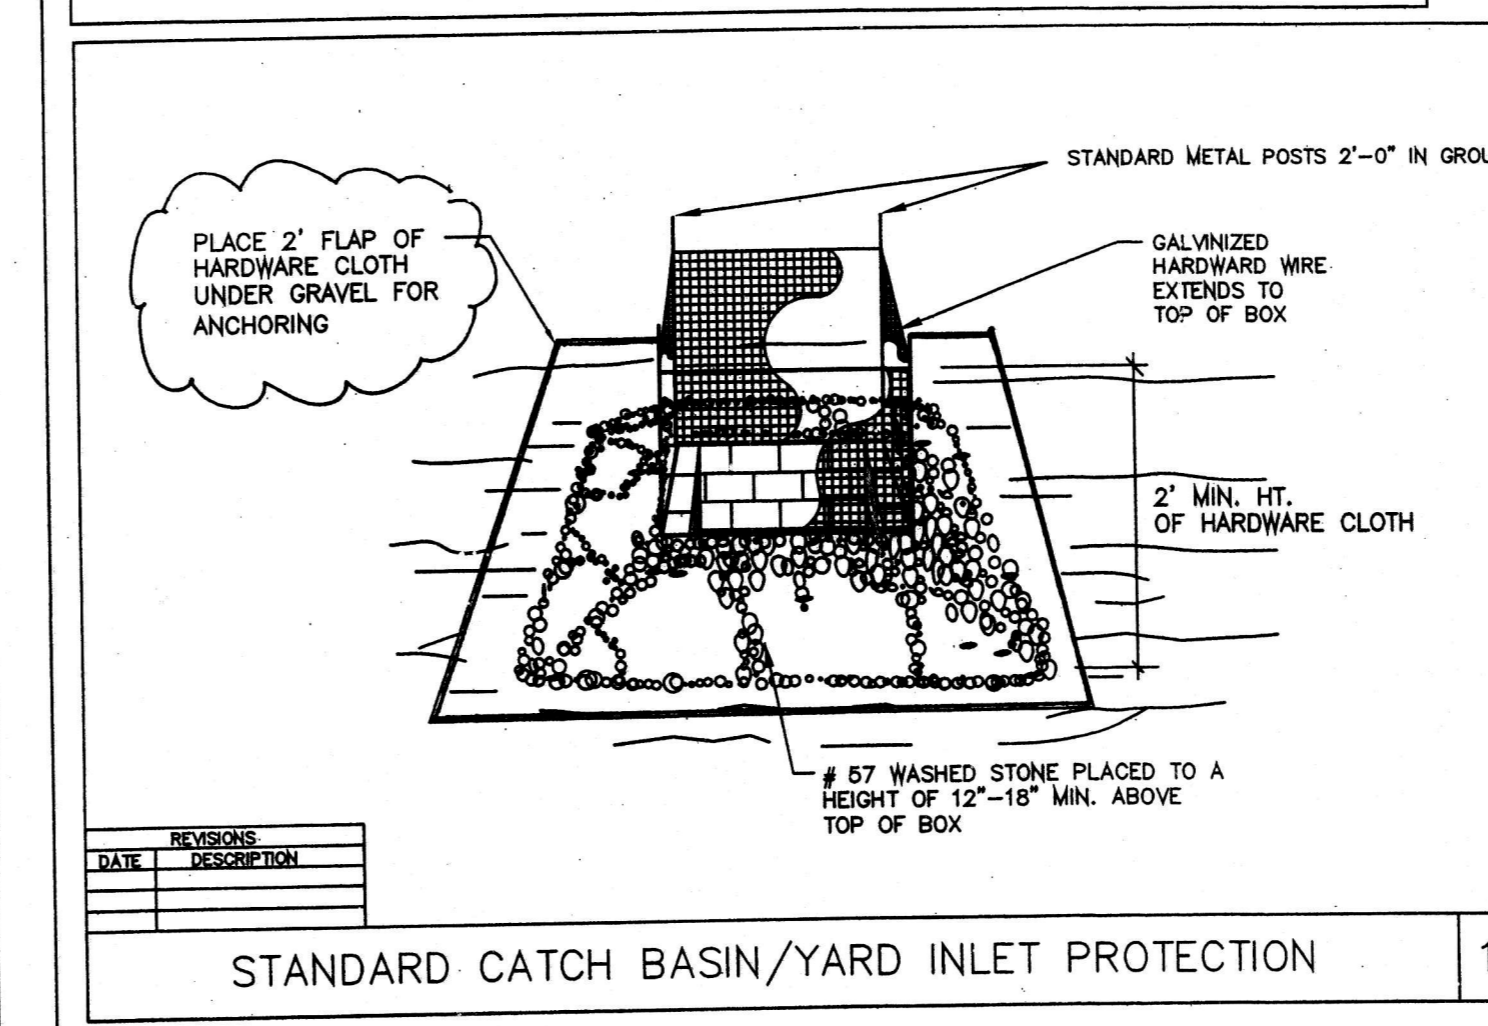 STANDARD METAL POSTS 2'-0" IN GROU
PLACE 2' FLAP OF
HARDWARE CLOTH
UNDER GRAVEL FOR
ANCHORING
GALVINIZED
HARDWARD WIRE
EXTENDS TO
TOP OF BOX
2' MIN. HT.
OF HARDWARE CLOTH
# 57 WASHED STONE PLACED TO A
HEIGHT OF 12"-18" MIN. ABOVE
TOP OF BOX
REVISIONS
DATE DESCRIPTION
STANDARD CATCH BASIN/YARD INLET PROTECTION
1